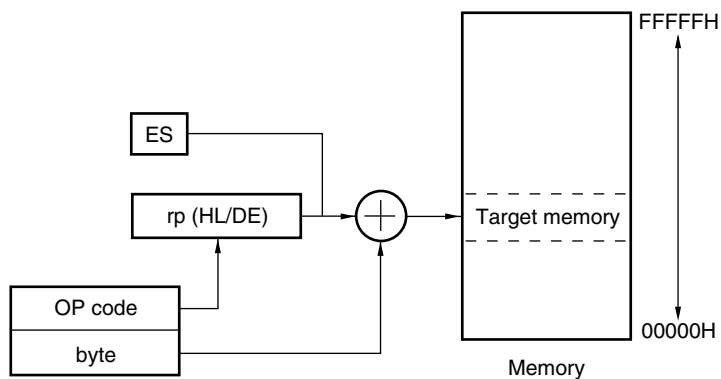 FFFFFH
ES
rp (HL/DE)
Target memory
OP code
byte
00000H
Memory